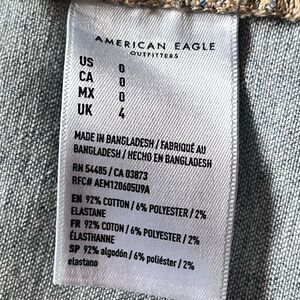 AMERICAN EAGLE
OUTFITTERS
US 0
CA 0
MX 0
UK 4
MADE IN BANGLADESH / FABRIQUÉ AU
BANGLADESH / HECHO EN BANGLADESH
RN 54485 / CA 03873
RFC# AEM120605U9A
EN 92% COTTON / 6% POLYESTER / 2%
ELASTANE
FR 92% COTON / 6% POLYESTER / 2%
ÉLASTHANNE
SP 92% algodón / 6% poliéster / 2%
elastano